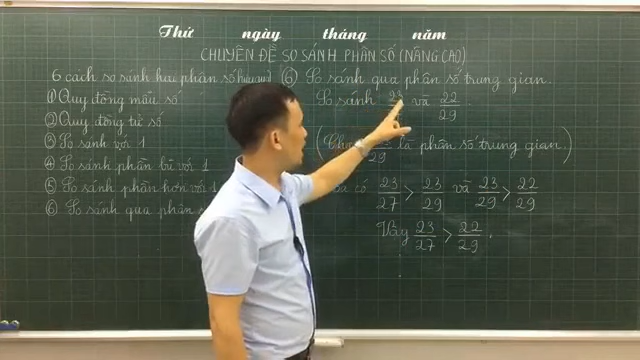 Thứ ngày tháng năm
CHUYÊN ĐỀ SO SÁNH PHÂN SỐ (NÂNG CAO)
6 cách so sánh hai phân số
① Quy đồng mẫu số
② Quy đồng tử số
③ So sánh với 1
④ So sánh phần bù với 1
⑤ So sánh phần hơn với 1
⑥ So sánh qua phân
⑥ So sánh qua phân số trung gian.
So sánh 23 và 22/29
29 là phân số trung gian.)
có 23/27 > 23/29 và 23/29 > 22/29
Vậy 23/27 > 22/29.